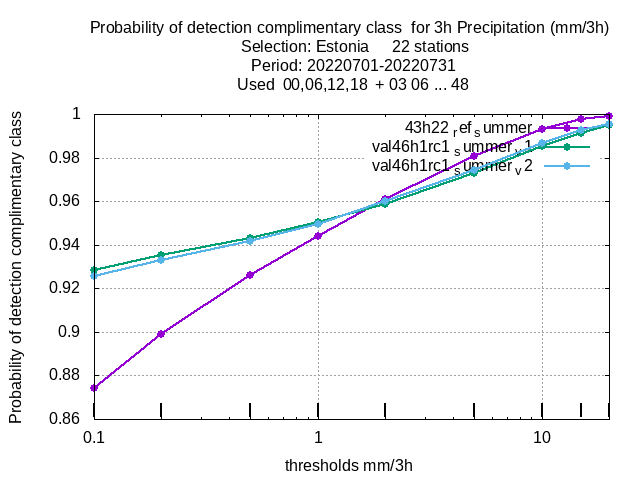 Probability of detection complimentary class  for 3h Precipitation (mm/3h)
Selection: Estonia     22 stations
Period: 20220701-20220731
Used  00,06,12,18  + 03 06 ... 48
Probability of detection complimentary class
1
0.98
0.96
0.94
0.92
0.9
0.88
0.86
43h22 ref summer
val46h1rc1 summer v1
val46h1rc1 summer v2
0.1
1
10
thresholds mm/3h